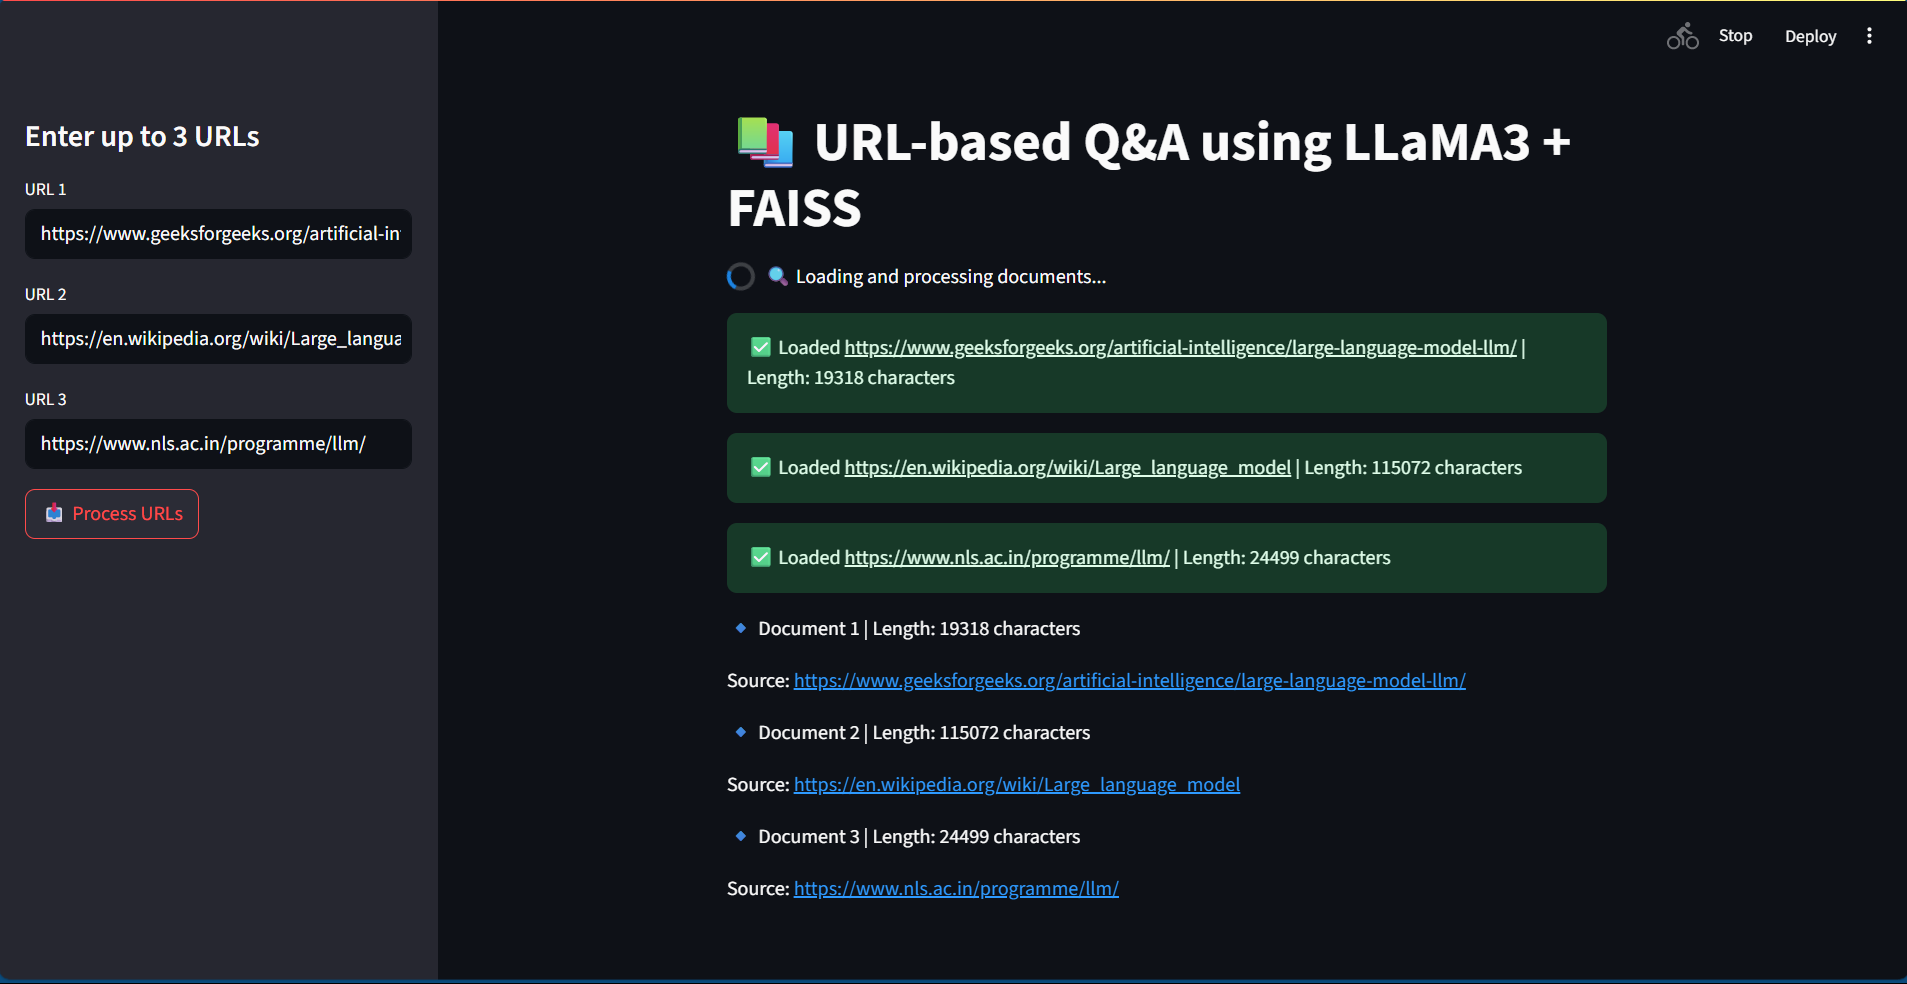 Stop
Deploy
Enter up to 3 URLs
URL 1
https://www.geeksforgeeks.org/artificial-in
URL 2
https://en.wikipedia.org/wiki/Large_langua
URL 3
https://www.nls.ac.in/programme/llm/
Process URLs
URL-based Q&A using LLaMA3 +
FAISS
Loading and processing documents...
Loaded https://www.geeksforgeeks.org/artificial-intelligence/large-language-model-llm/ |
Length: 19318 characters
Loaded https://en.wikipedia.org/wiki/Large_language_model | Length: 115072 characters
Loaded https://www.nls.ac.in/programme/llm/ | Length: 24499 characters
Document 1 | Length: 19318 characters
Source: https://www.geeksforgeeks.org/artificial-intelligence/large-language-model-llm/
Document 2 | Length: 115072 characters
Source: https://en.wikipedia.org/wiki/Large_language_model
Document 3 | Length: 24499 characters
Source: https://www.nls.ac.in/programme/llm/